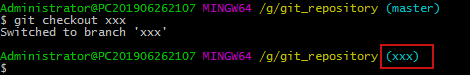 Administrator@PC201906262107 MINGW64 /g/git_repository (master)
$ git checkout xxx
Switched to branch 'xxx'
Administrator@PC201906262107 MINGW64 /g/git_repository (xxx)
$